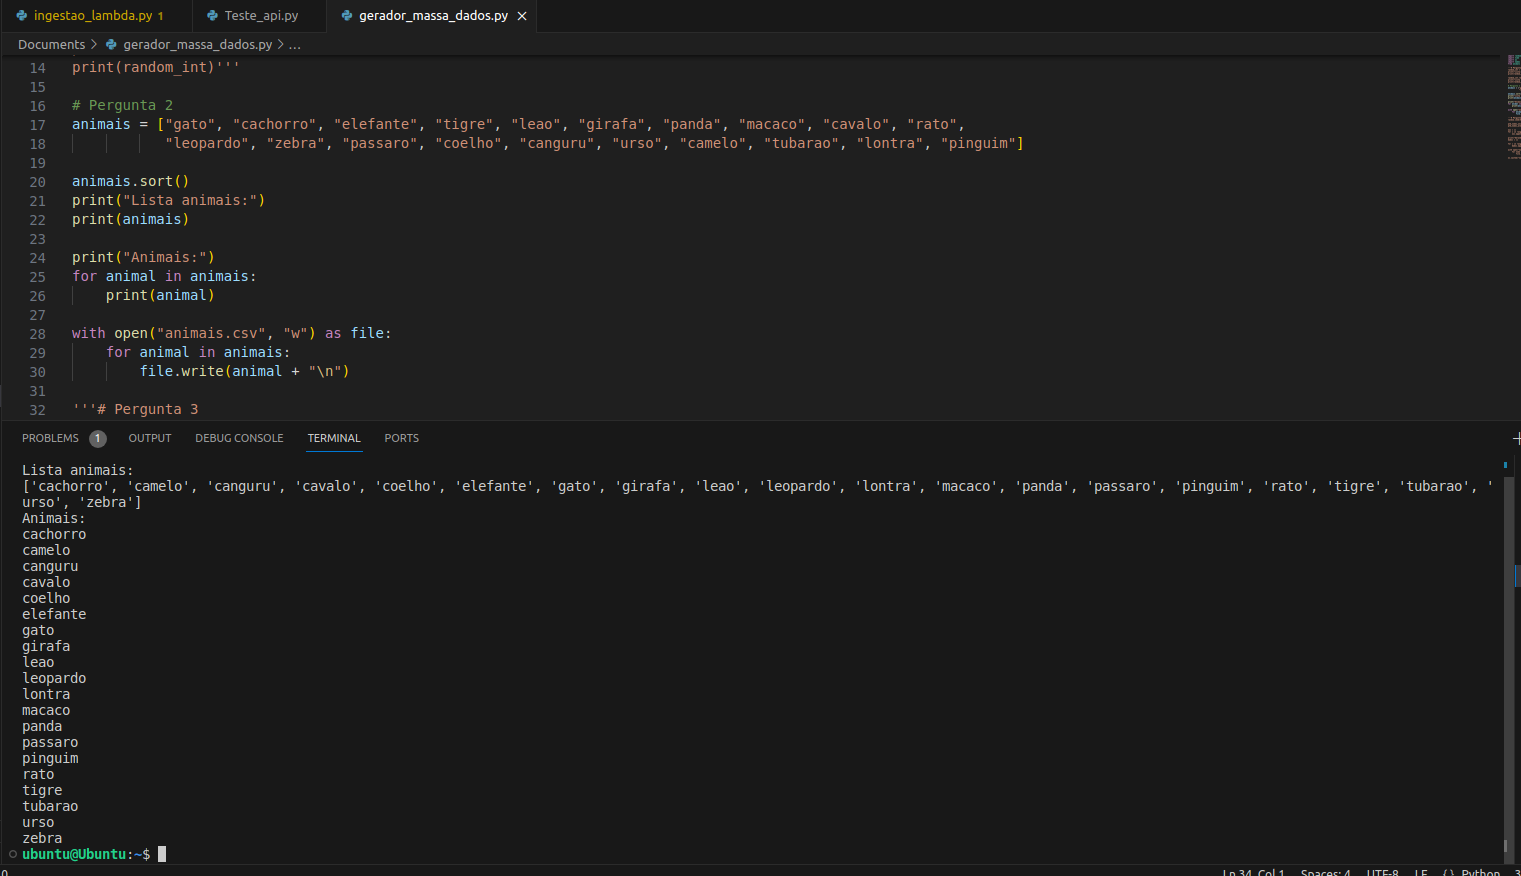 ingestao_lambda.py 1 Teste_api.py gerador_massa_dados.py ×
Documents > gerador_massa_dados.py > ...
14 print(random_int)'''
15
16 # Pergunta 2
17 animais = ["gato", "cachorro", "elefante", "tigre", "leao", "girafa", "panda", "macaco", "cavalo", "rato",
18 "leopardo", "zebra", "passaro", "coelho", "canguru", "urso", "camelo", "tubarao", "lontra", "pinguim"]
19
20 animais.sort()
21 print("Lista animais:")
22 print(animais)
23
24 print("Animais:")
25 for animal in animais:
26 print(animal)
27
28 with open("animais.csv", "w") as file:
29 for animal in animais:
30 file.write(animal + "\n")
31
32 '''# Pergunta 3
PROBLEMS 1 OUTPUT DEBUG CONSOLE TERMINAL PORTS
Lista animais:
['cachorro', 'camelo', 'canguru', 'cavalo', 'coelho', 'elefante', 'gato', 'girafa', 'leao', 'leopardo', 'lontra', 'macaco', 'panda', 'passaro', 'pinguim', 'rato', 'tigre', 'tubarao', '
urso', 'zebra']
Animais:
cachorro
camelo
canguru
cavalo
coelho
elefante
gato
girafa
leao
leopardo
lontra
macaco
panda
passaro
pinguim
rato
tigre
tubarao
urso
zebra
ubuntu@Ubuntu:~$
0 Ln 34, Col 1 Spaces: 4 UTF-8 LF () Python 3